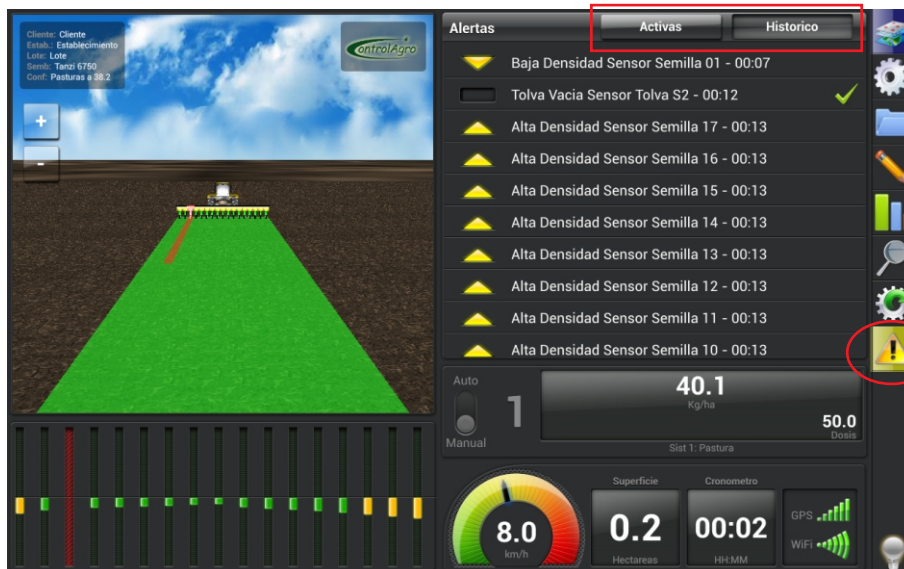 Cliente: Cliente
Estab.: Establecimiento
Lote: Lote
Semb: Tanzi 6750
Conf: Pasturas a 38.2
ControlAgro
+
-
Alertas
Activas
Historico
Baja Densidad Sensor Semilla 01 - 00:07
Tolva Vacia Sensor Tolva S2 - 00:12
Alta Densidad Sensor Semilla 17 - 00:13
Alta Densidad Sensor Semilla 16 - 00:13
Alta Densidad Sensor Semilla 15 - 00:13
Alta Densidad Sensor Semilla 14 - 00:13
Alta Densidad Sensor Semilla 13 - 00:13
Alta Densidad Sensor Semilla 12 - 00:13
Alta Densidad Sensor Semilla 11 - 00:13
Alta Densidad Sensor Semilla 10 - 00:13
Auto
Manual
1
40.1
Kg/ha
50.0
Dosis
Sist 1: Pastura
8.0
km/h
Superficie
0.2
Hectareas
Cronometro
00:02
HH:MM
GPS
WiFi